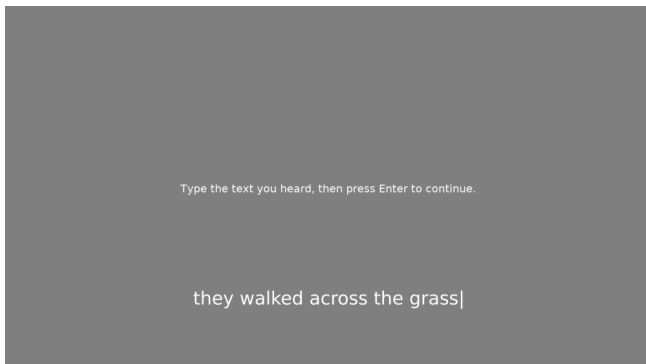 Type the text you heard, then press Enter to continue.
they walked across the grass|